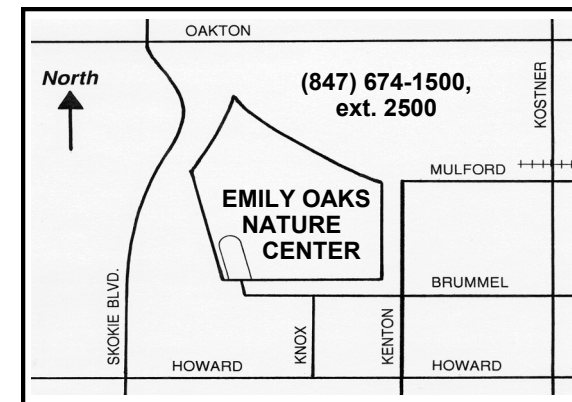 OAKTON
North
(847) 674-1500,
ext. 2500
KOSTNER
MULFORD
EMILY OAKS
NATURE
CENTER
SKOKIE BLVD.
BRUMMEL
KNOX
KENTON
HOWARD
HOWARD